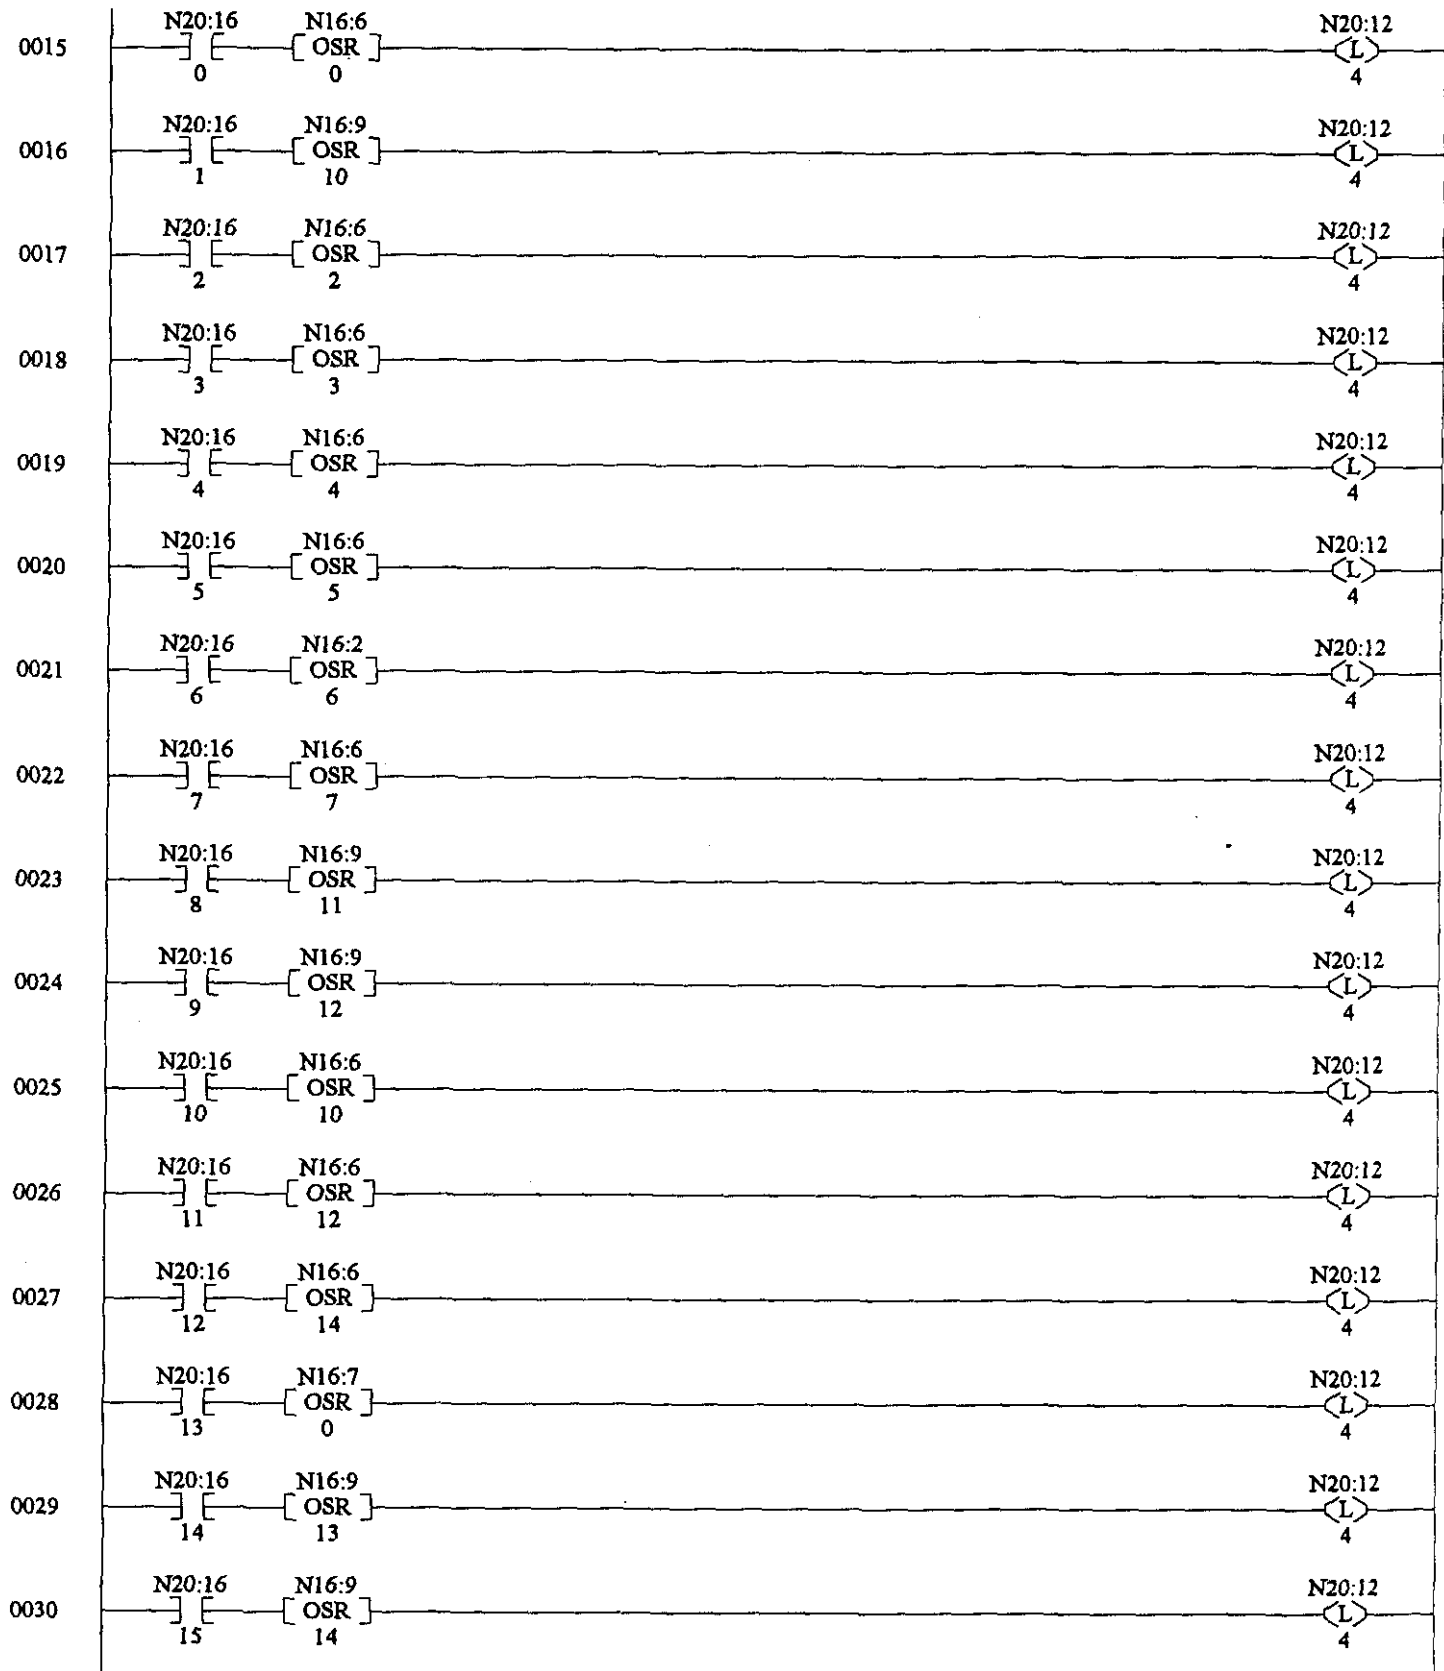 N20:16 N16:6 N20:12
0015 OSR L
0 0 4
N20:16 N16:9 N20:12
0016 OSR L
1 10 4
N20:16 N16:6 N20:12
0017 OSR L
2 2 4
N20:16 N16:6 N20:12
0018 OSR L
3 3 4
N20:16 N16:6 N20:12
0019 OSR L
4 4 4
N20:16 N16:6 N20:12
0020 OSR L
5 5 4
N20:16 N16:2 N20:12
0021 OSR L
6 6 4
N20:16 N16:6 N20:12
0022 OSR L
7 7 4
N20:16 N16:9 N20:12
0023 OSR L
8 11 4
N20:16 N16:9 N20:12
0024 OSR L
9 12 4
N20:16 N16:6 N20:12
0025 OSR L
10 10 4
N20:16 N16:6 N20:12
0026 OSR L
11 12 4
N20:16 N16:6 N20:12
0027 OSR L
12 14 4
N20:16 N16:7 N20:12
0028 OSR L
13 0 4
N20:16 N16:9 N20:12
0029 OSR L
14 13 4
N20:16 N16:9 N20:12
0030 OSR L
15 14 4